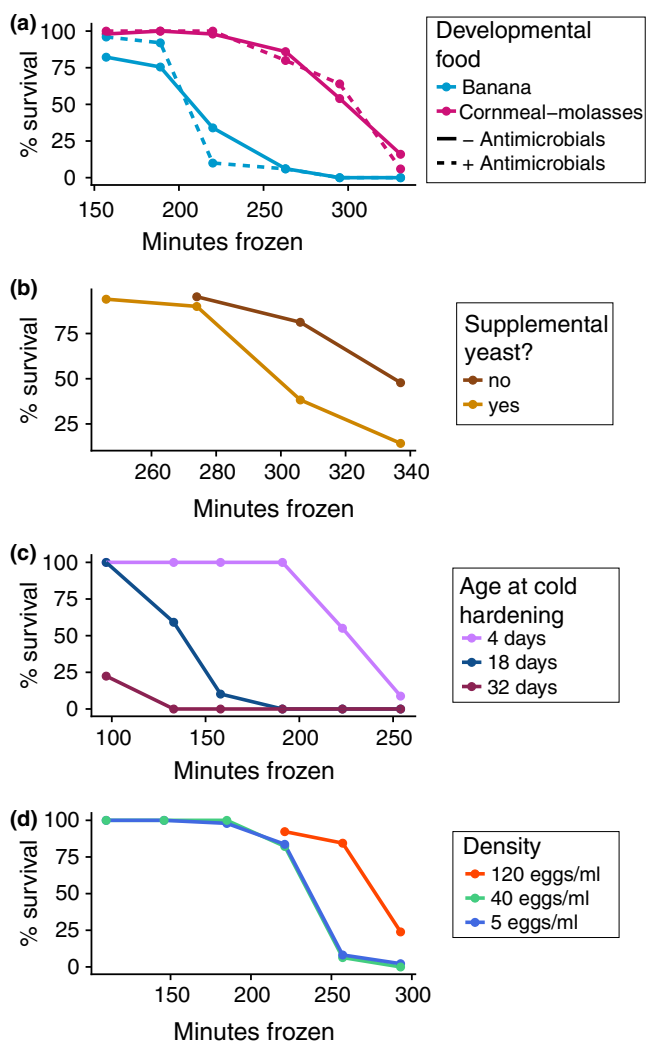 (a)
100
75
50
25
0
% survival
150 200 250 300
Minutes frozen
Developmental
food
Banana
Cornmeal−molasses
− Antimicrobials
+ Antimicrobials
(b)
75
50
25
% survival
260 280 300 320 340
Minutes frozen
Supplemental
yeast?
no
yes
(c)
100
75
50
25
0
% survival
100 150 200 250
Minutes frozen
Age at cold
hardening
4 days
18 days
32 days
(d)
100
75
50
25
0
% survival
150 200 250 300
Minutes frozen
Density
120 eggs/ml
40 eggs/ml
5 eggs/ml